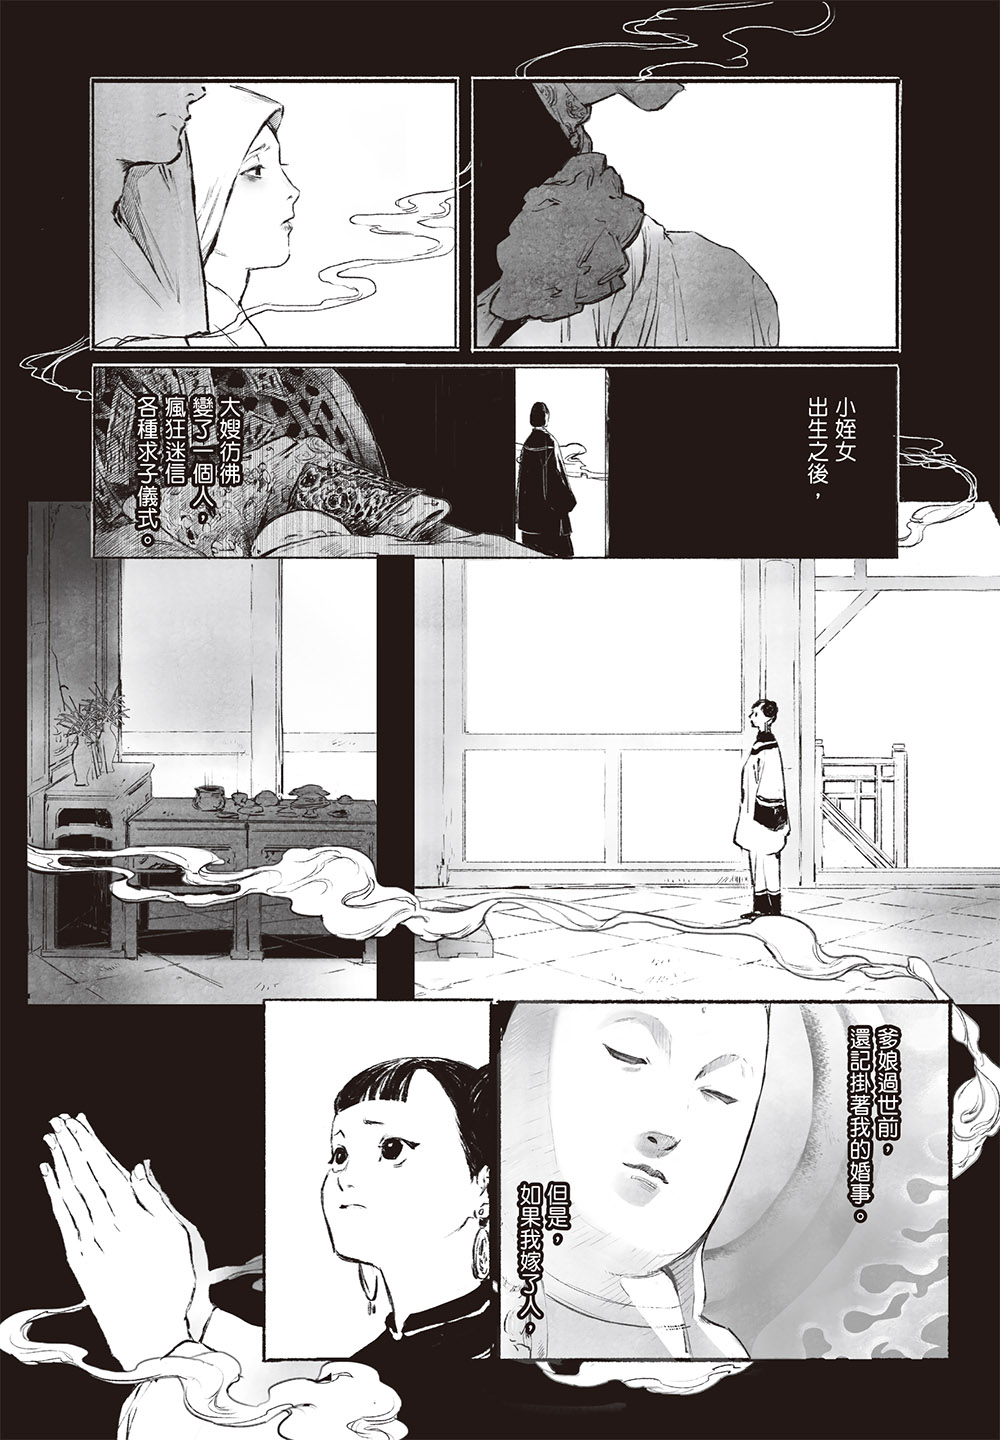 小姪女
出生之後，
大嫂彷彿
變了一個人，
瘋狂迷信
各種求子儀式。
爹娘過世前，
還記掛著我的婚事。
但是，
如果我嫁了人，